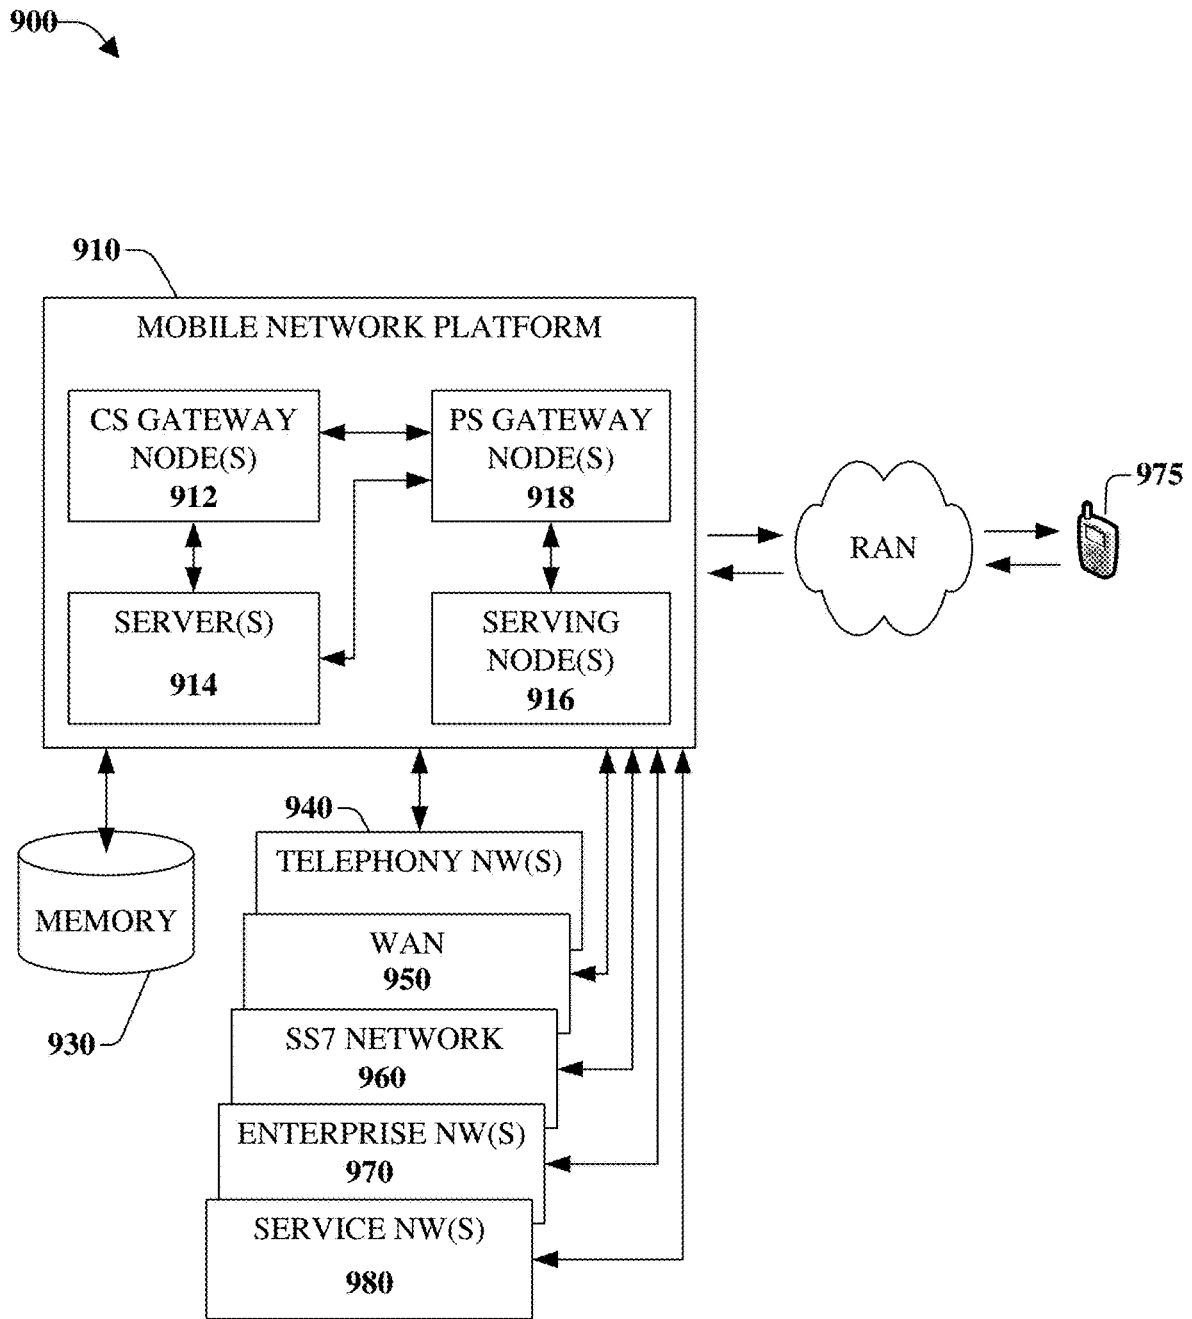 900
910
MOBILE NETWORK PLATFORM
CS GATEWAY
NODE(S)
912
PS GATEWAY
NODE(S)
918
SERVER(S)
914
SERVING
NODE(S)
916
RAN
975
MEMORY
930
940
TELEPHONY NW(S)
WAN
950
SS7 NETWORK
960
ENTERPRISE NW(S)
970
SERVICE NW(S)
980